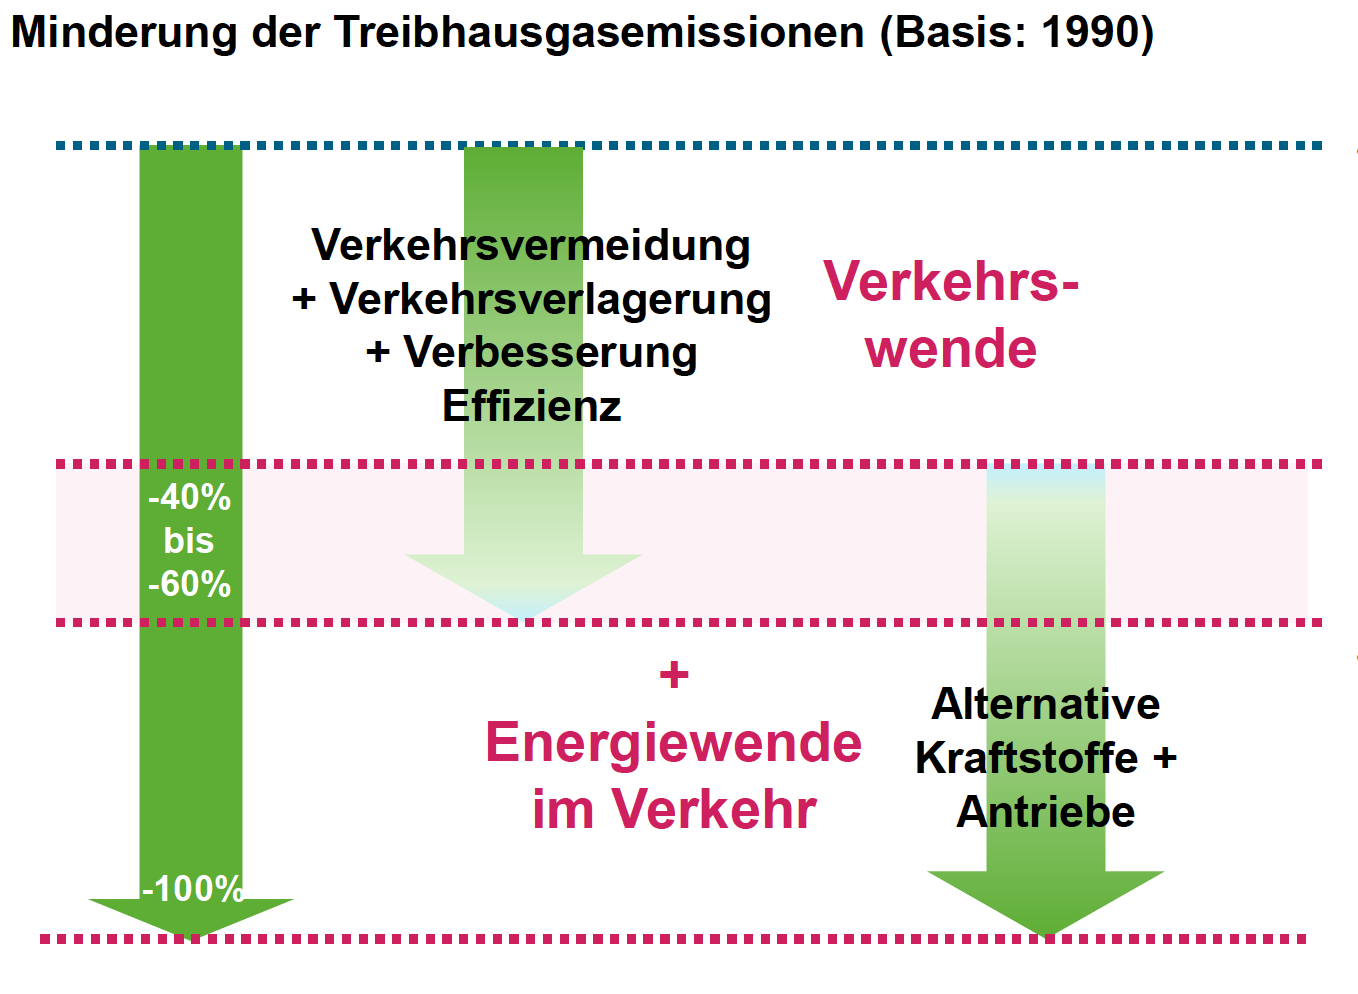 Minderung der Treibhausgasemissionen (Basis: 1990)
Verkehrsvermeidung
+ Verkehrsverlagerung
+ Verbesserung
Effizienz
Verkehrs-
wende
-40%
bis
-60%
+
Energiewende
im Verkehr
Alternative
Kraftstoffe +
Antriebe
-100%